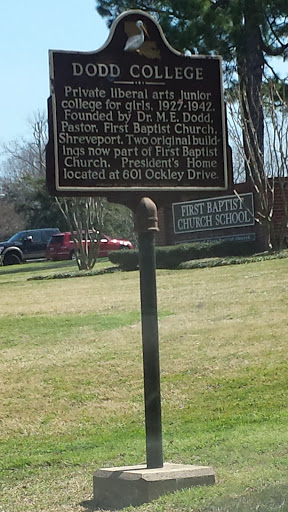 DODD COLLEGE
Private liberal arts junior
college for girls, 1927-1942.
Founded by Dr. M. E. Dodd,
Pastor, First Baptist Church,
Shreveport. Two original build-
ings now part of First Baptist
Church. President's Home
located at 601 Ockley Drive.
FIRST BAPTIST
CHURCH SCHOOL